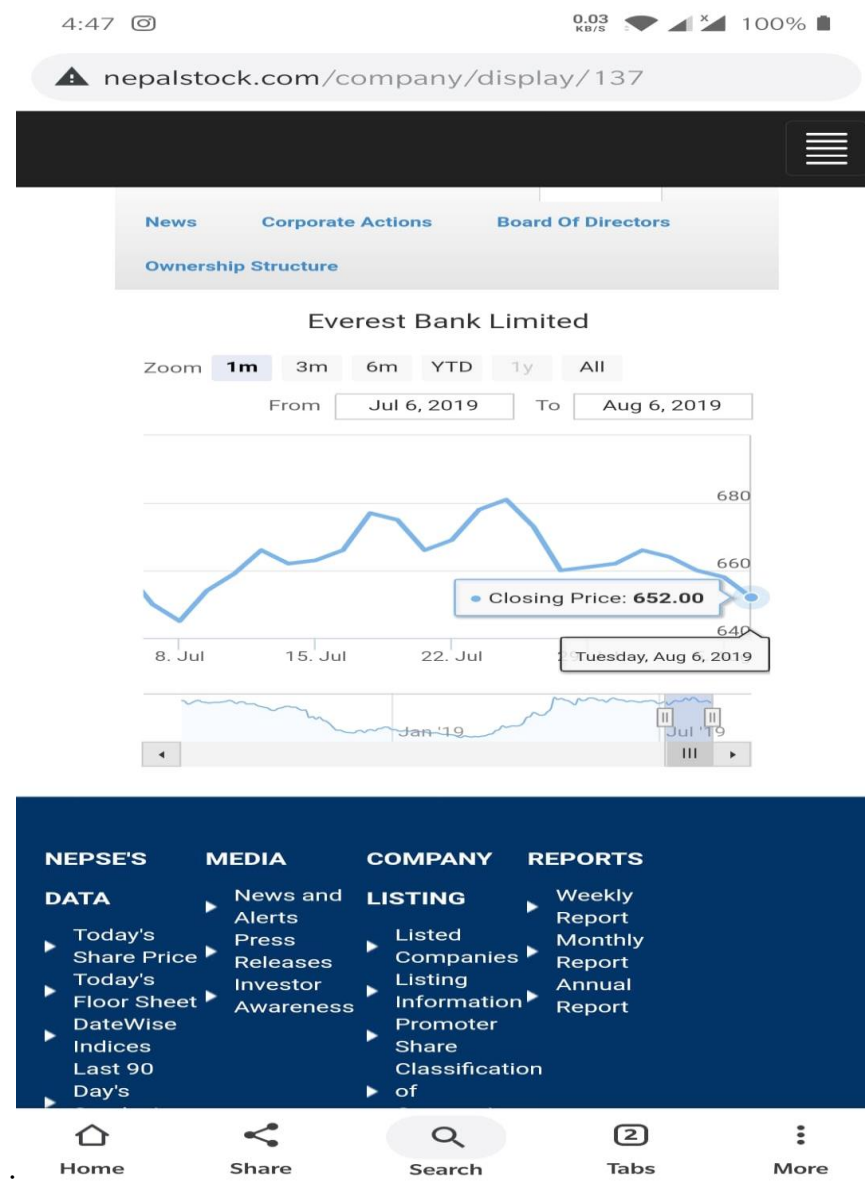 4:47
0.03
KB/S
100%
nepalstock.com/company/display/137
News Corporate Actions Board Of Directors
Ownership Structure
Everest Bank Limited
Zoom 1m 3m 6m YTD 1y All
From Jul 6, 2019 To Aug 6, 2019
680
660
Closing Price: 652.00
640
8. Jul 15. Jul 22. Jul
Tuesday, Aug 6, 2019
Jan '19 Jul '19
NEPSE'S
DATA
Today's
Share Price
Today's
Floor Sheet
DateWise
Indices
Last 90
Day's
MEDIA
News and
Alerts
Press
Releases
Investor
Awareness
COMPANY
LISTING
Listed
Companies
Listing
Information
Promoter
Share
Classification
of
REPORTS
Weekly
Report
Monthly
Report
Annual
Report
2
Home Share Search Tabs More
.